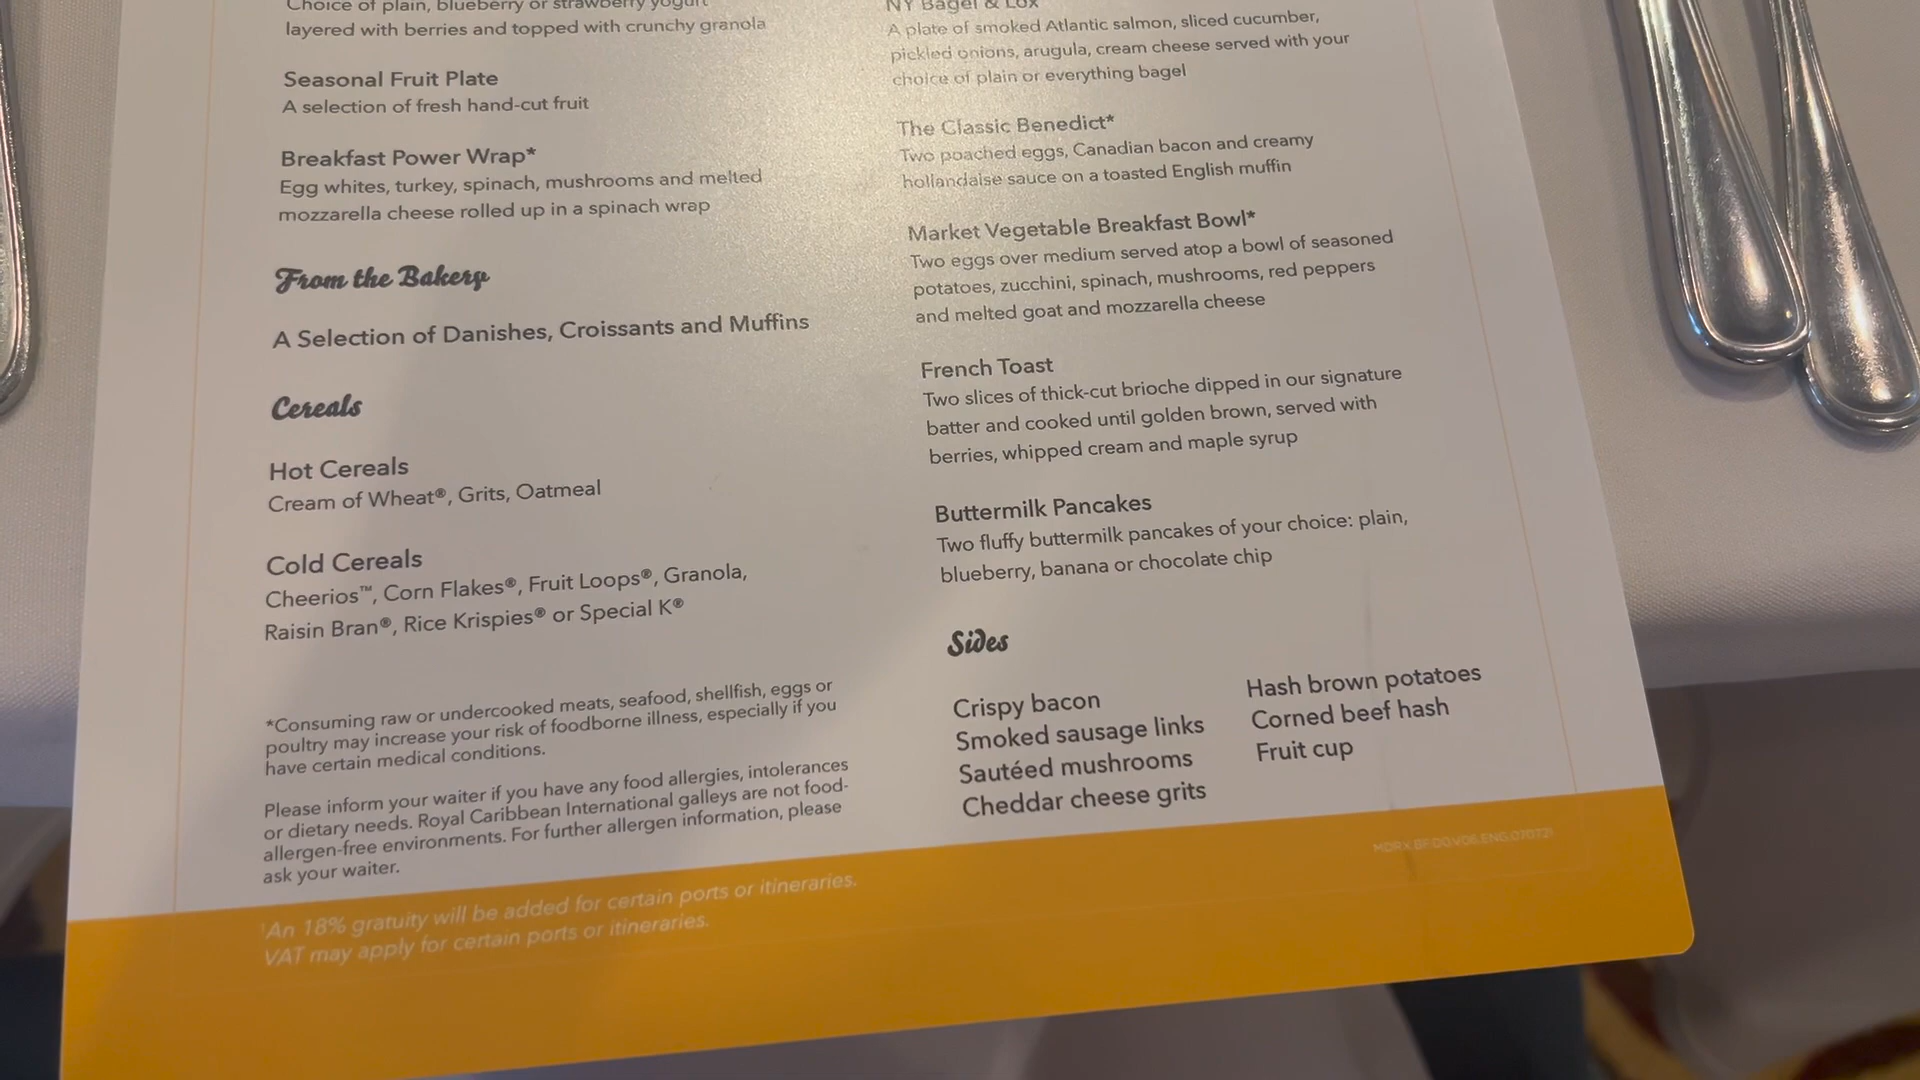 Choice of plain, blueberry or strawberry yogurt
layered with berries and topped with crunchy granola
Seasonal Fruit Plate
A selection of fresh hand-cut fruit
Breakfast Power Wrap*
Egg whites, turkey, spinach, mushrooms and melted
mozzarella cheese rolled up in a spinach wrap
From the Bakery
A Selection of Danishes, Croissants and Muffins
Cereals
Hot Cereals
Cream of Wheat®, Grits, Oatmeal
Cold Cereals
Cheerios™, Corn Flakes®, Fruit Loops®, Granola,
Raisin Bran®, Rice Krispies® or Special K®
*Consuming raw or undercooked meats, seafood, shellfish, eggs or
poultry may increase your risk of foodborne illness, especially if you
have certain medical conditions.
Please inform your waiter if you have any food allergies, intolerances
or dietary needs. Royal Caribbean International galleys are not food-
allergen-free environments. For further allergen information, please
ask your waiter.
¹An 18% gratuity will be added for certain ports or itineraries.
VAT may apply for certain ports or itineraries.
NY Bagel & Lox
A plate of smoked Atlantic salmon, sliced cucumber,
pickled onions, arugula, cream cheese served with your
choice of plain or everything bagel
The Classic Benedict*
Two poached eggs, Canadian bacon and creamy
hollandaise sauce on a toasted English muffin
Market Vegetable Breakfast Bowl*
Two eggs over medium served atop a bowl of seasoned
potatoes, zucchini, spinach, mushrooms, red peppers
and melted goat and mozzarella cheese
French Toast
Two slices of thick-cut brioche dipped in our signature
batter and cooked until golden brown, served with
berries, whipped cream and maple syrup
Buttermilk Pancakes
Two fluffy buttermilk pancakes of your choice: plain,
blueberry, banana or chocolate chip
Sides
Crispy bacon
Smoked sausage links
Sautéed mushrooms
Cheddar cheese grits
Hash brown potatoes
Corned beef hash
Fruit cup